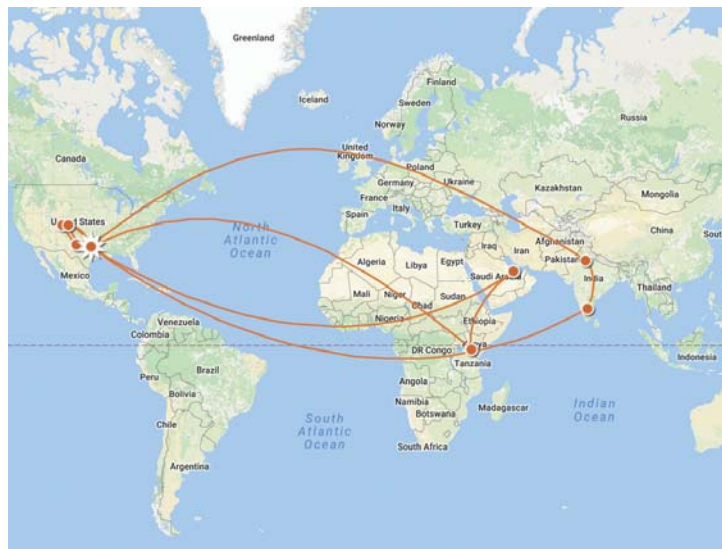 Greenland
Iceland
Finland
Sweden
Norway
Russia
Canada
United
Kingdom
Poland
Germany
Ukraine
Kazakhstan
Mongolia
France
Italy
Spain
Turkey
United States
North
Atlantic
Ocean
Afghanistan
China
Iraq
Iran
Pakistan
Algeria
Libya
Egypt
Saudi Arabia
India
Mexico
Mali
Niger
Chad
Sudan
Thailand
Nigeria
Ethiopia
Venezuela
Colombia
DR Congo
Tanzania
Indonesia
Peru
Brazil
Bolivia
Angola
Namibia
Botswana
Madagascar
Indian
Ocean
Chile
South
Atlantic
Ocean
South Africa
Argentina